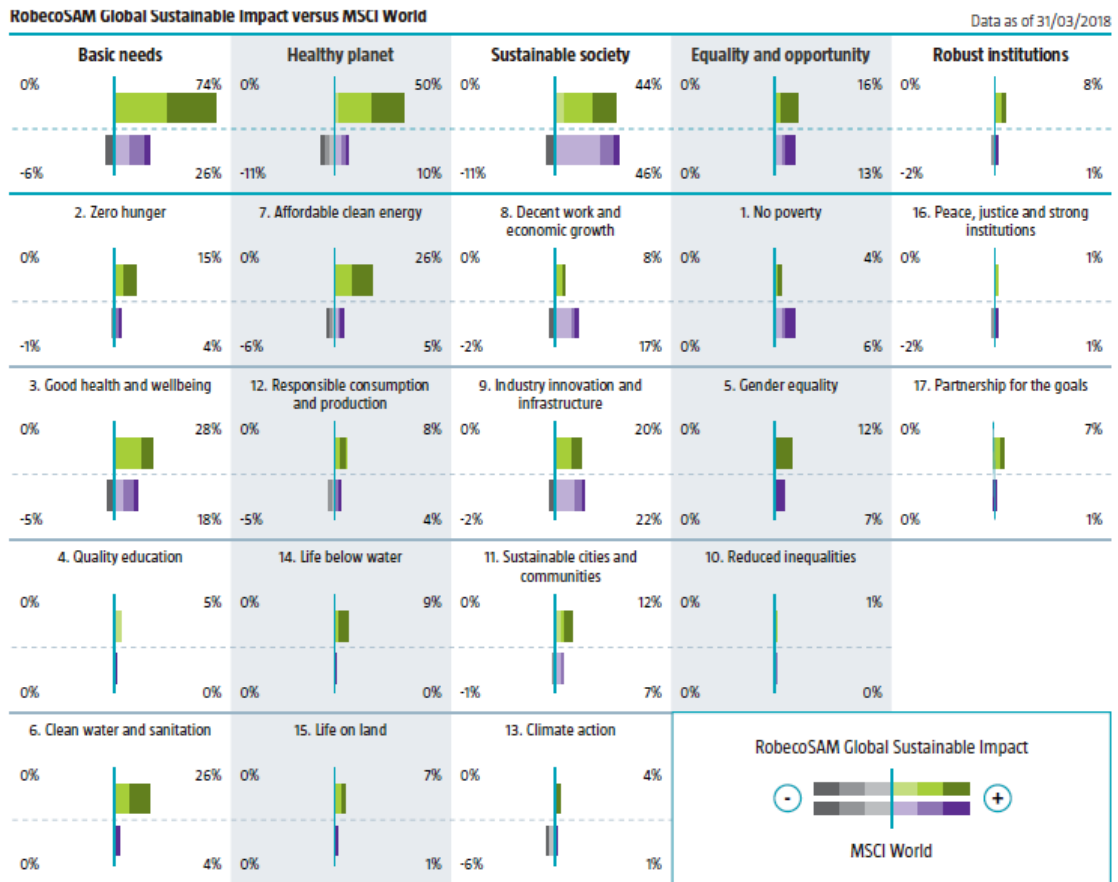 RobecoSAM Global Sustainable Impact versus MSCI World
Data as of 31/03/2018
Basic needs
0% 74%
-6% 26%
Healthy planet
0% 50%
-11% 10%
Sustainable society
0% 44%
-11% 46%
Equality and opportunity
0% 16%
0% 13%
Robust institutions
0% 8%
-2% 1%
2. Zero hunger
0% 15%
-1% 4%
7. Affordable clean energy
0% 26%
-6% 5%
8. Decent work and
economic growth
0% 8%
-2% 17%
1. No poverty
0% 4%
0% 6%
16. Peace, justice and strong
institutions
0% 1%
-2% 1%
3. Good health and wellbeing
0% 28%
-5% 18%
12. Responsible consumption
and production
0% 8%
-5% 4%
9. Industry innovation and
infrastructure
0% 20%
-2% 22%
5. Gender equality
0% 12%
0% 7%
17. Partnership for the goals
0% 7%
0% 1%
4. Quality education
0% 5%
0% 0%
14. Life below water
0% 9%
0% 0%
11. Sustainable cities and
communities
0% 12%
-1% 7%
10. Reduced inequalities
0% 1%
0% 0%
6. Clean water and sanitation
0% 26%
0% 4%
15. Life on land
0% 7%
0% 1%
13. Climate action
0% 4%
-6% 1%
RobecoSAM Global Sustainable Impact
- +
MSCI World